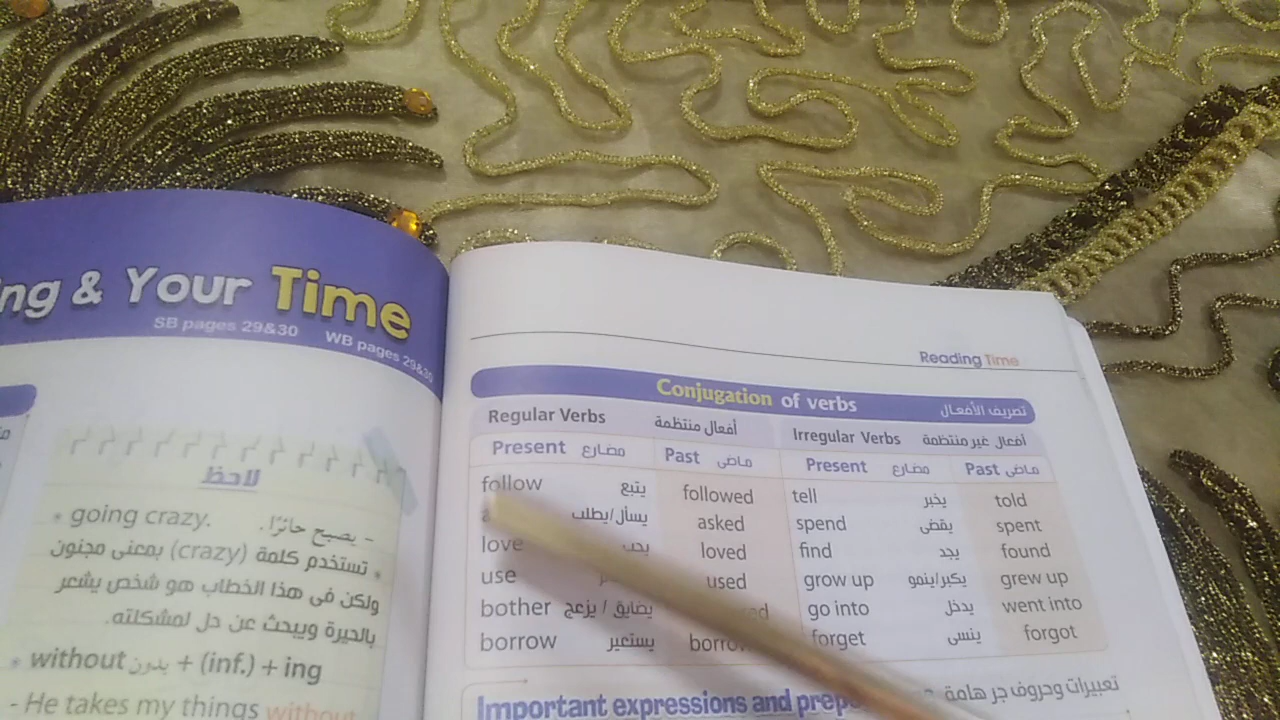 & Your Time
SB pages 29&30 WB pages 29&30
لاحظ
going crazy. - يصبح حائرًا.
تستخدم كلمة (crazy) بمعنى مجنون
ولكن فى هذا الخطاب هو شخص يشعر
بالحيرة ويبحث عن حل لمشكلته.
without بدون + (inf.) + ing
- He takes my things without
Reading Time
Conjugation of verbs تصريف الأفعال
Regular Verbs أفعال منتظمة Irregular Verbs أفعال غير منتظمة
Present مضارع Past ماضى Present مضارع Past ماضى
follow يتبع followed tell يخبر told
يسأل/يطلب asked spend يقضى spent
love يحب loved find يجد found
use used grow up يكبر/ينمو grew up
bother يضايق / يزعج go into يدخل went into
borrow يستعير forget ينسى forgot
Important expressions and تعبيرات وحروف جر هامة